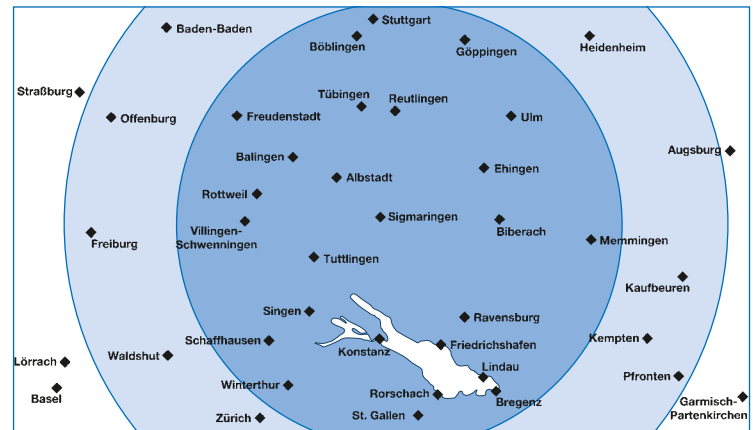 Stuttgart
Baden-Baden
Böblingen
Göppingen
Heidenheim
Straßburg
Tübingen
Reutlingen
Offenburg
Freudenstadt
Ulm
Augsburg
Balingen
Ehingen
Albstadt
Rottweil
Sigmaringen
Villingen-
Schwenningen
Biberach
Freiburg
Memmingen
Tuttlingen
Kaufbeuren
Singen
Ravensburg
Schaffhausen
Konstanz
Friedrichshafen
Kempten
Waldshut
Lörrach
Lindau
Pfronten
Winterthur
Basel
Rorschach
Bregenz
Garmisch-
Partenkirchen
Zürich
St. Gallen